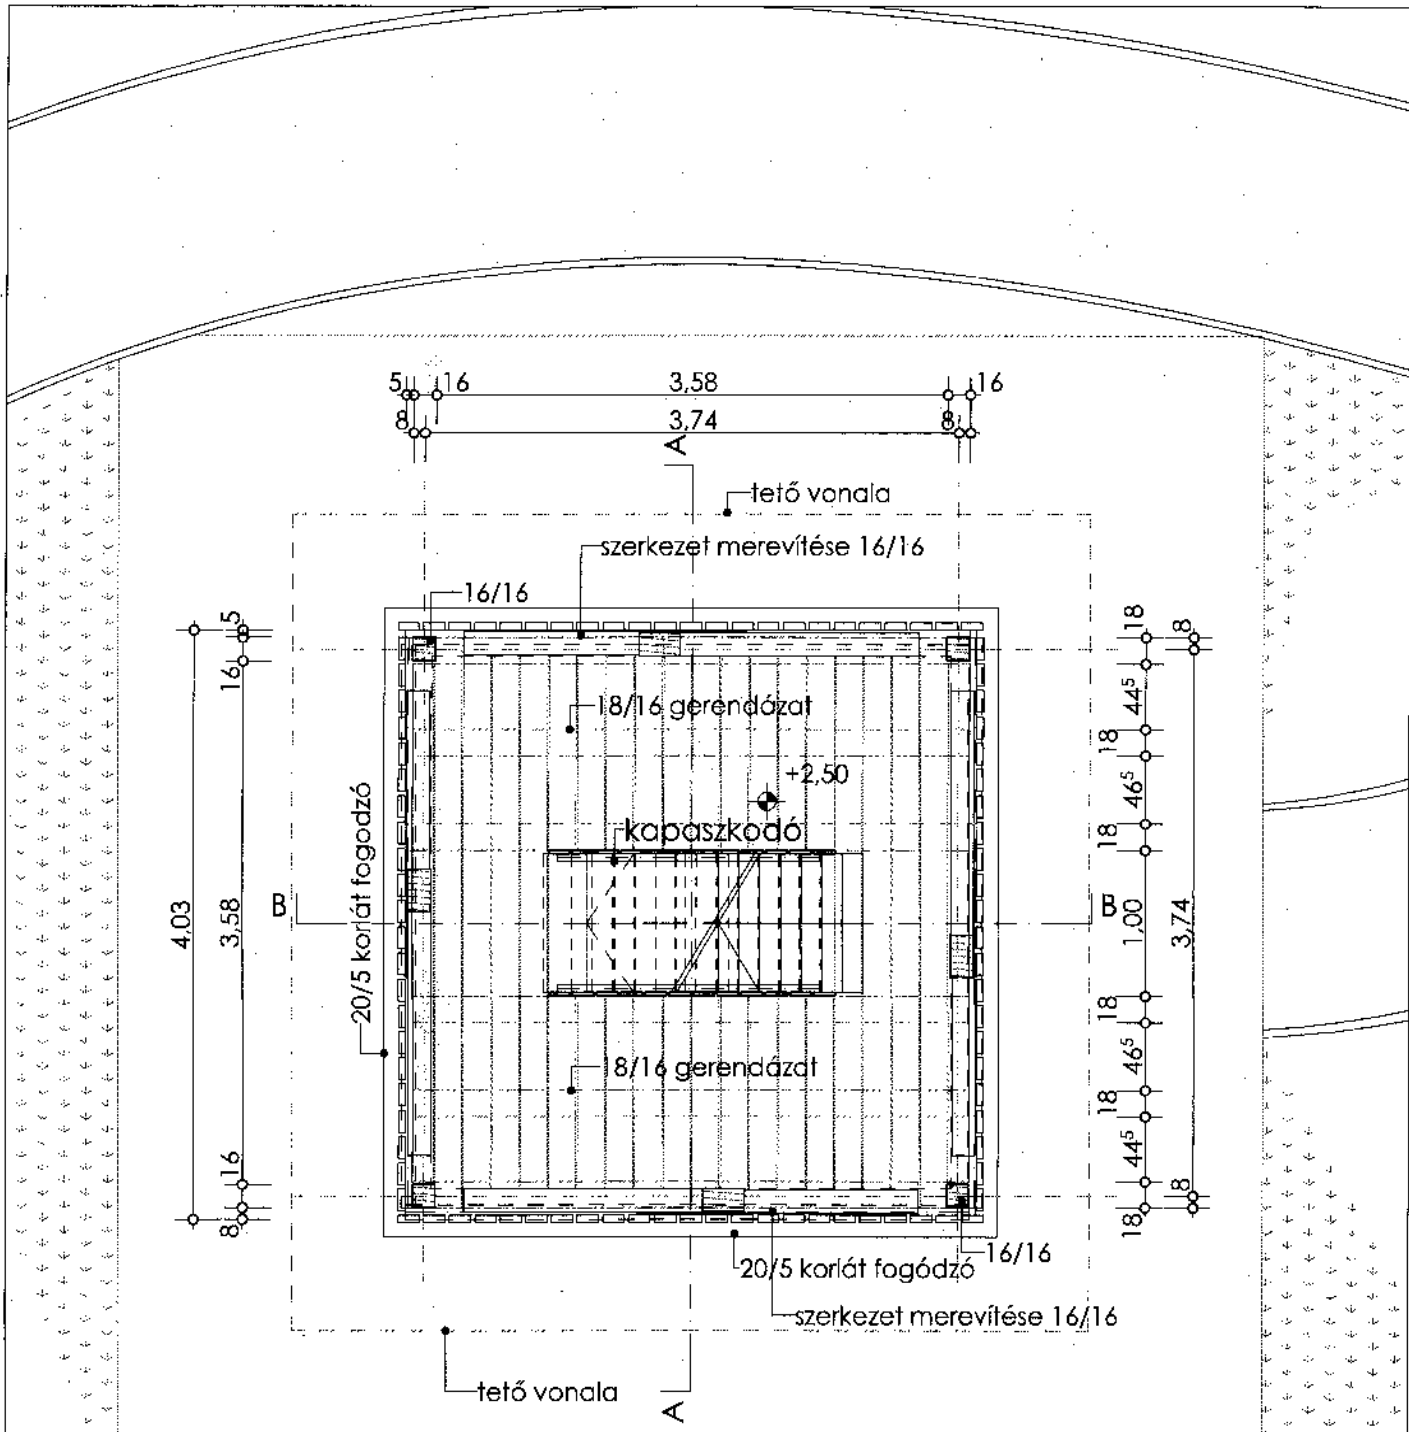 5 16 3,58 16
8 3,74 8
A
tető vonala
szerkezet merevítése 16/16
16/16
18/16 gerendázat
+2,50
kapaszkodó
20/5 korlát fogodzó
B
B
4,03
5
16
3,58
16
8
18
44⁵
18
46⁵
18
1,00
18
46⁵
18
44⁵
18
8
3,74
8
18/16 gerendázat
16/16
20/5 korlát fogódzó
szerkezet merevítése 16/16
tető vonala
A